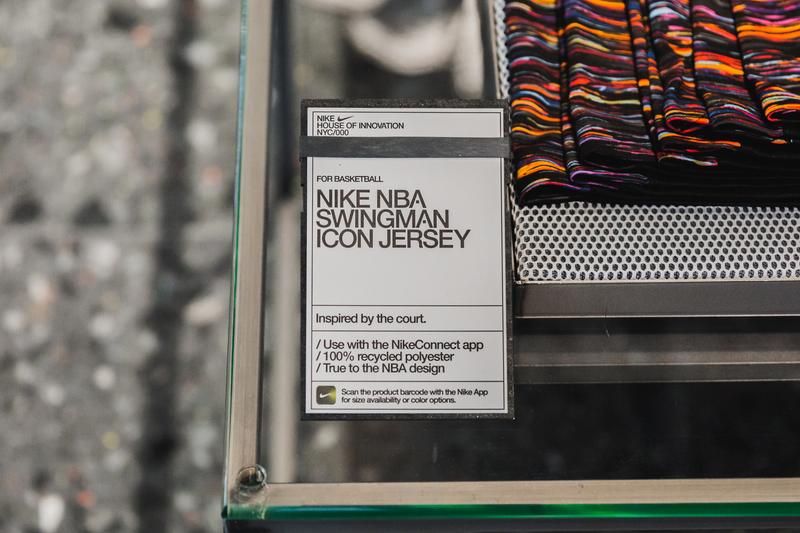 NIKE
HOUSE OF INNOVATION
NYC/000
FOR BASKETBALL
NIKE NBA
SWINGMAN
ICON JERSEY
Inspired by the court.
/ Use with the NikeConnect app
/ 100% recycled polyester
/ True to the NBA design
Scan the product barcode with the Nike App
for size availability or color options.